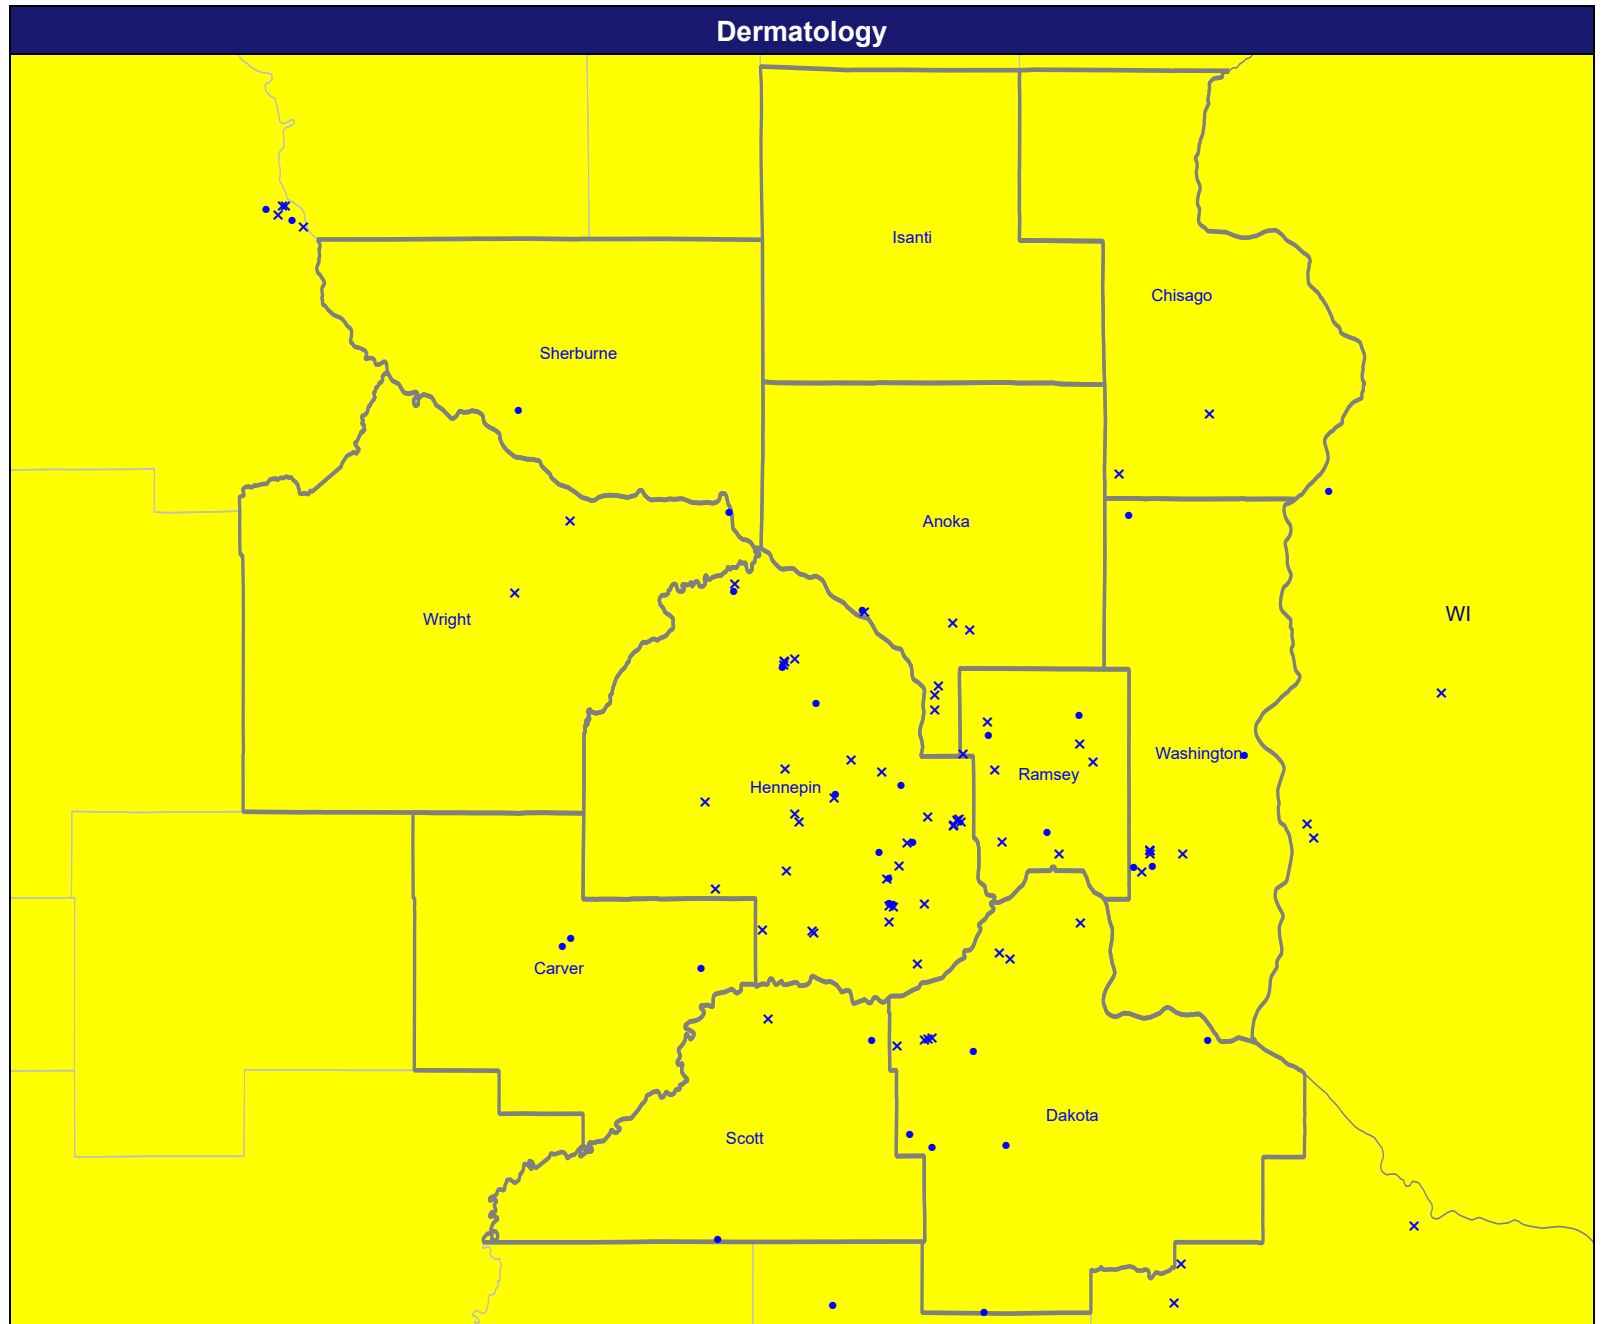 Dermatology
Isanti
Chisago
Sherburne
Anoka
WI
Wright
Washington
Ramsey
Hennepin
Carver
Dakota
Scott